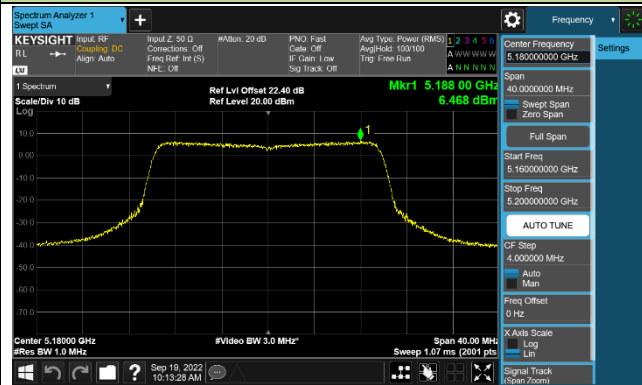 Spectrum Analyzer 1
Swept SA
Frequency
KEYSIGHT
RL
LXI
Input: RF
Coupling: DC
Align: Auto
Input Z: 50 Ω
Corrections: Off
Freq Ref: Int (S)
NFE: Off
#Atten: 20 dB
PNO: Fast
Gate: Off
IF Gain: Low
Sig Track: Off
Avg Type: Power (RMS)
Avg|Hold: 100/100
Trig: Free Run
1 2 3 4 5 6
A W W W W W
A N N N N N
1 Spectrum
Scale/Div 10 dB
Log
Ref Lvl Offset 22.40 dB
Ref Level 20.00 dBm
Mkr1 5.188 00 GHz
6.468 dBm
1
10.0
0.00
-10.0
-20.0
-30.0
-40.0
-50.0
-60.0
-70.0
Center 5.18000 GHz
#Res BW 1.0 MHz
#Video BW 3.0 MHz*
Span 40.00 MHz
Sweep 1.07 ms (2001 pts)
Sep 19, 2022
10:13:28 AM
Center Frequency
5.18000000 GHz
Settings
Span
40.0000000 MHz
Swept Span
Zero Span
Full Span
Start Freq
5.160000000 GHz
Stop Freq
5.200000000 GHz
AUTO TUNE
CF Step
4.000000 MHz
Auto
Man
Freq Offset
0 Hz
X Axis Scale
Log
Lin
Signal Track
(Span Zoom)